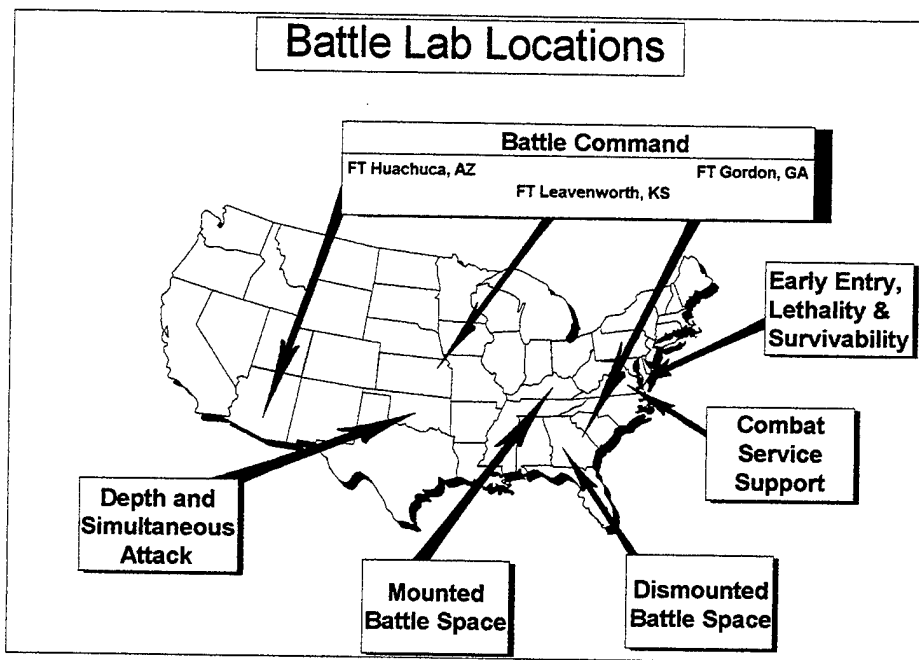 Battle Lab Locations
Battle Command
FT Huachuca, AZ
FT Gordon, GA
FT Leavenworth, KS
Early Entry,
Lethality &
Survivability
Combat
Service
Support
Depth and
Simultaneous
Attack
Mounted
Battle Space
Dismounted
Battle Space